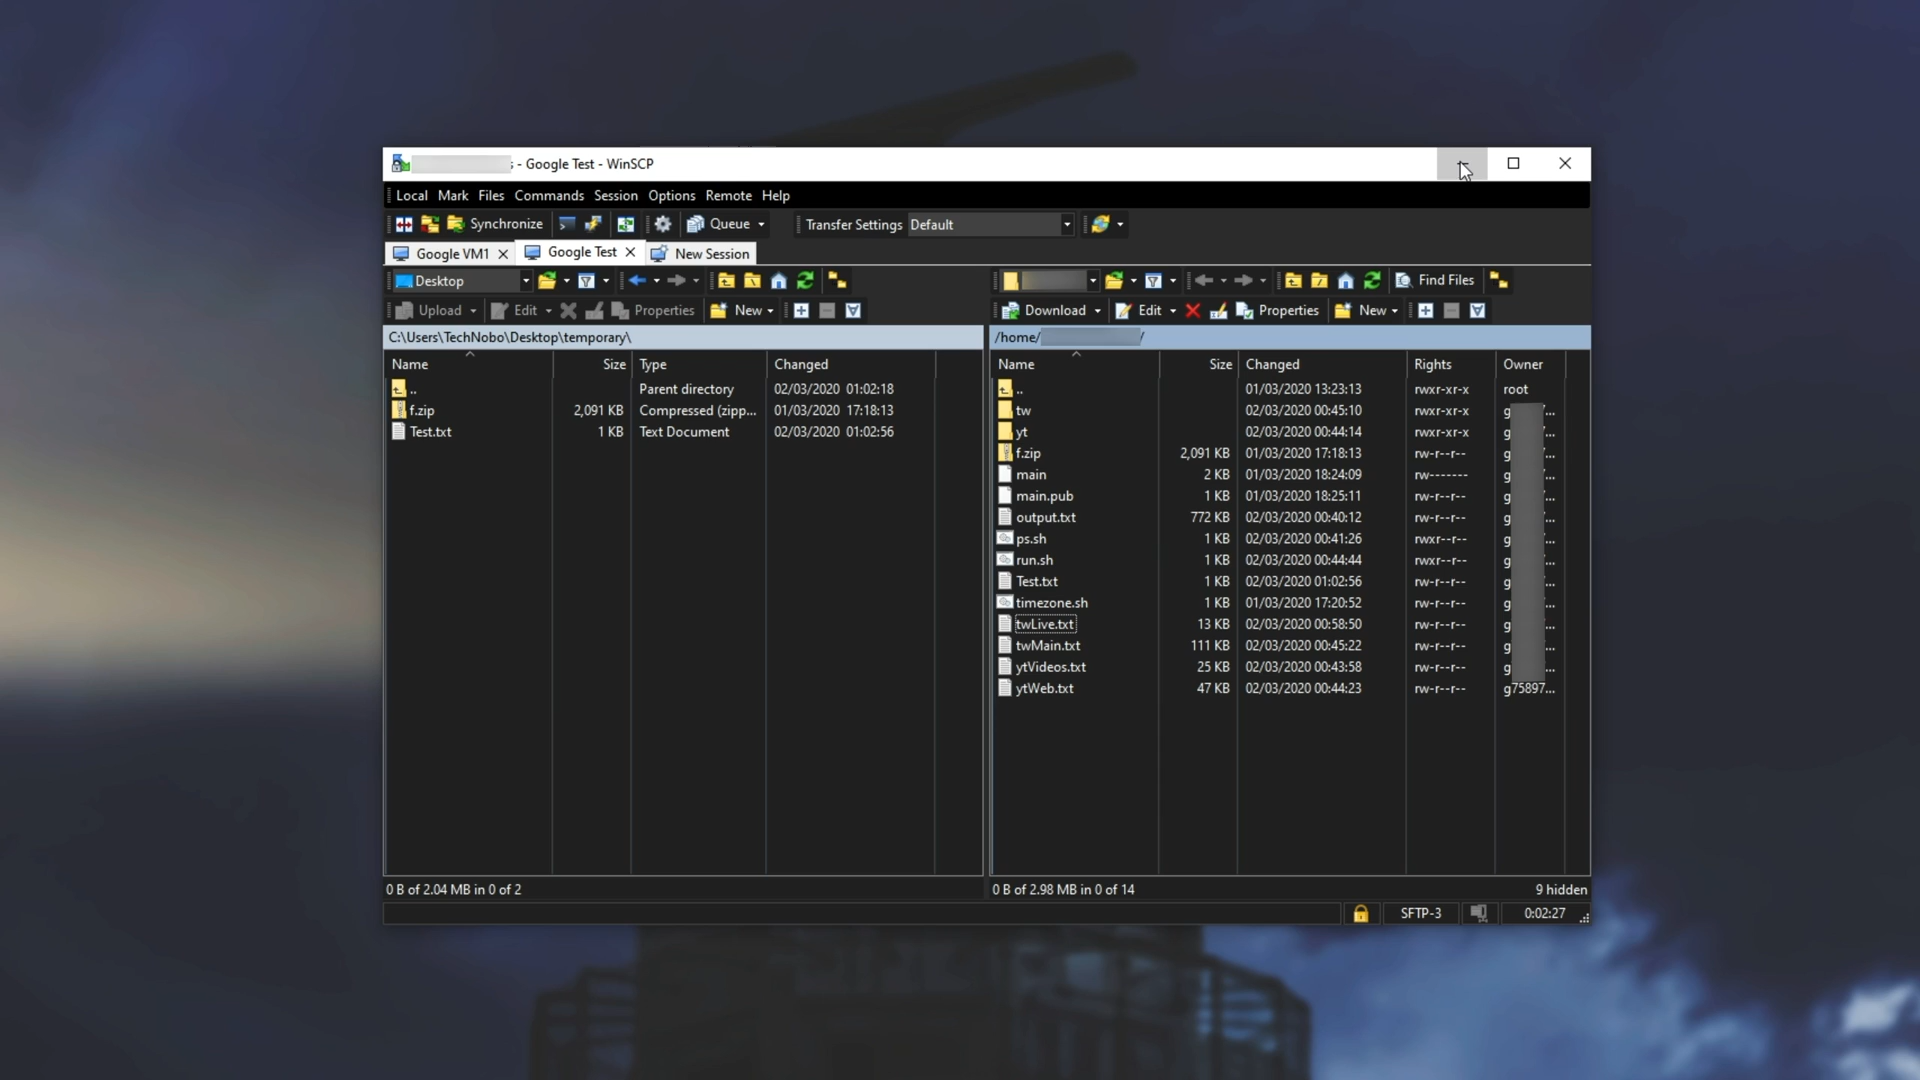 - Google Test - WinSCP
Local Mark Files Commands Session Options Remote Help
Synchronize Queue Transfer Settings Default
Google VM1 Google Test New Session
Desktop
Find Files
Upload Edit Properties New
Download Edit Properties New
C:\Users\TechNobo\Desktop\temporary\
/home/ /
Name Size Type Changed
.. Parent directory 02/03/2020 01:02:18
f.zip 2,091 KB Compressed (zipp... 01/03/2020 17:18:13
Test.txt 1 KB Text Document 02/03/2020 01:02:56
0 B of 2.04 MB in 0 of 2
Name Size Changed Rights Owner
.. 01/03/2020 13:23:13 rwxr-xr-x root
tw 02/03/2020 00:45:10 rwxr-xr-x g ...
yt 02/03/2020 00:44:14 rwxr-xr-x g ...
f.zip 2,091 KB 01/03/2020 17:18:13 rw-r--r-- g ...
main 2 KB 01/03/2020 18:24:09 rw------- g ...
main.pub 1 KB 01/03/2020 18:25:11 rw-r--r-- g ...
output.txt 772 KB 02/03/2020 00:40:12 rw-r--r-- g ...
ps.sh 1 KB 02/03/2020 00:41:26 rwxr--r-- g ...
run.sh 1 KB 02/03/2020 00:44:44 rwxr--r-- g ...
Test.txt 1 KB 02/03/2020 01:02:56 rw-r--r-- g ...
timezone.sh 1 KB 01/03/2020 17:20:52 rw-r--r-- g ...
twLive.txt 13 KB 02/03/2020 00:58:50 rw-r--r-- g ...
twMain.txt 111 KB 02/03/2020 00:45:22 rw-r--r-- g ...
ytVideos.txt 25 KB 02/03/2020 00:43:58 rw-r--r-- g ...
ytWeb.txt 47 KB 02/03/2020 00:44:23 rw-r--r-- g75897...
0 B of 2.98 MB in 0 of 14
9 hidden
SFTP-3 0:02:27